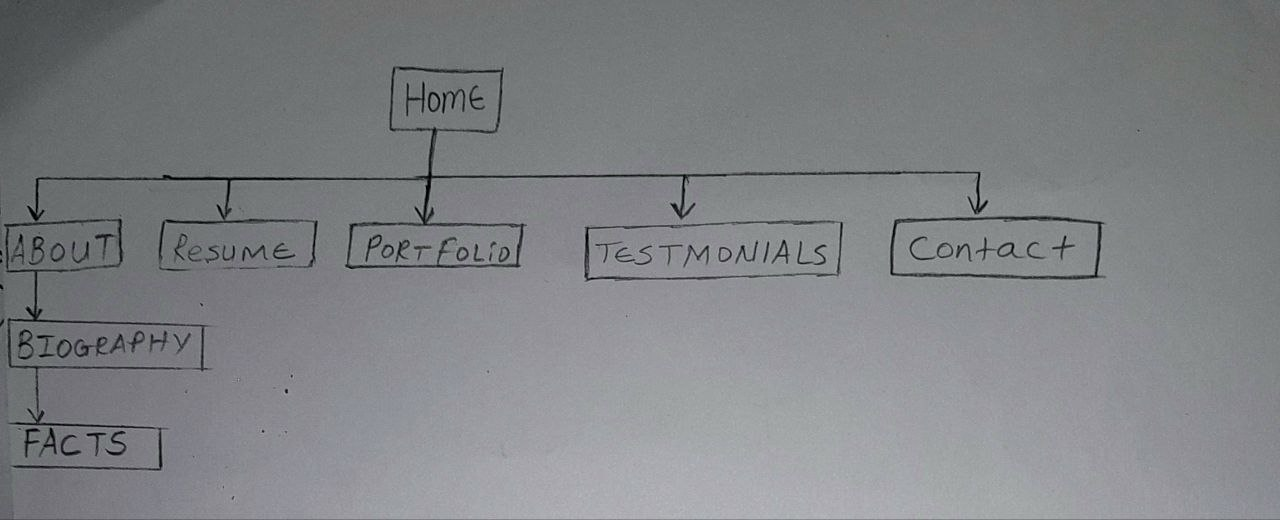 HOME
ABOUT
RESUME
PORTFOLIO
TESTMONIALS
Contact
BIOGRAPHY
FACTS